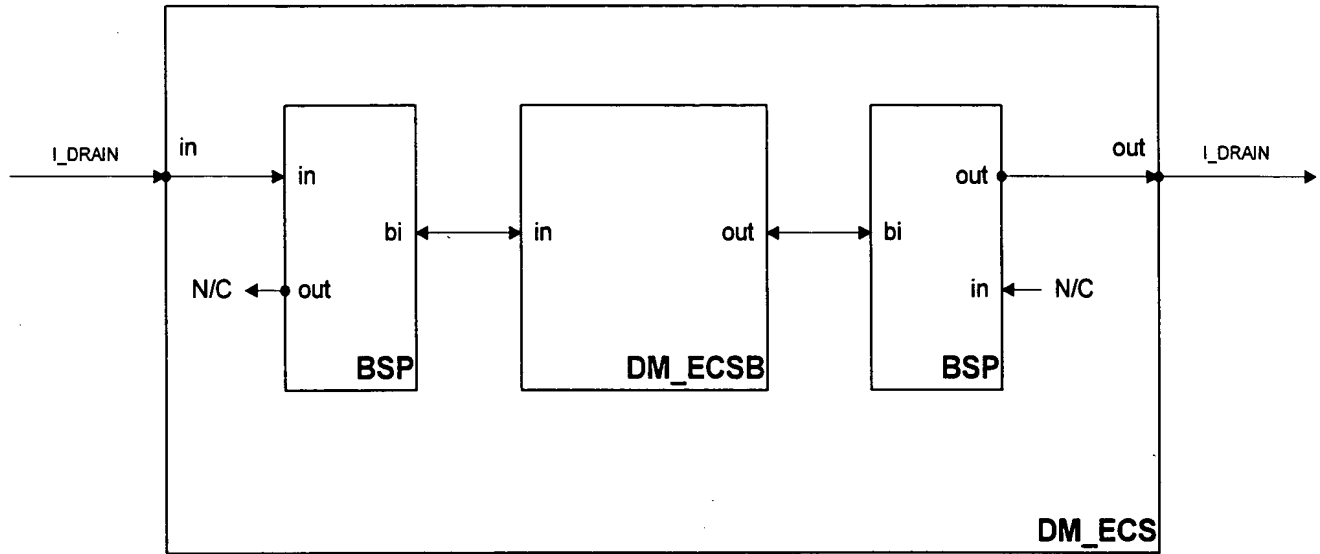 I_DRAIN in in bi N/C out BSP
in out DM_ECSB
out bi in N/C BSP
out I_DRAIN
DM_ECS